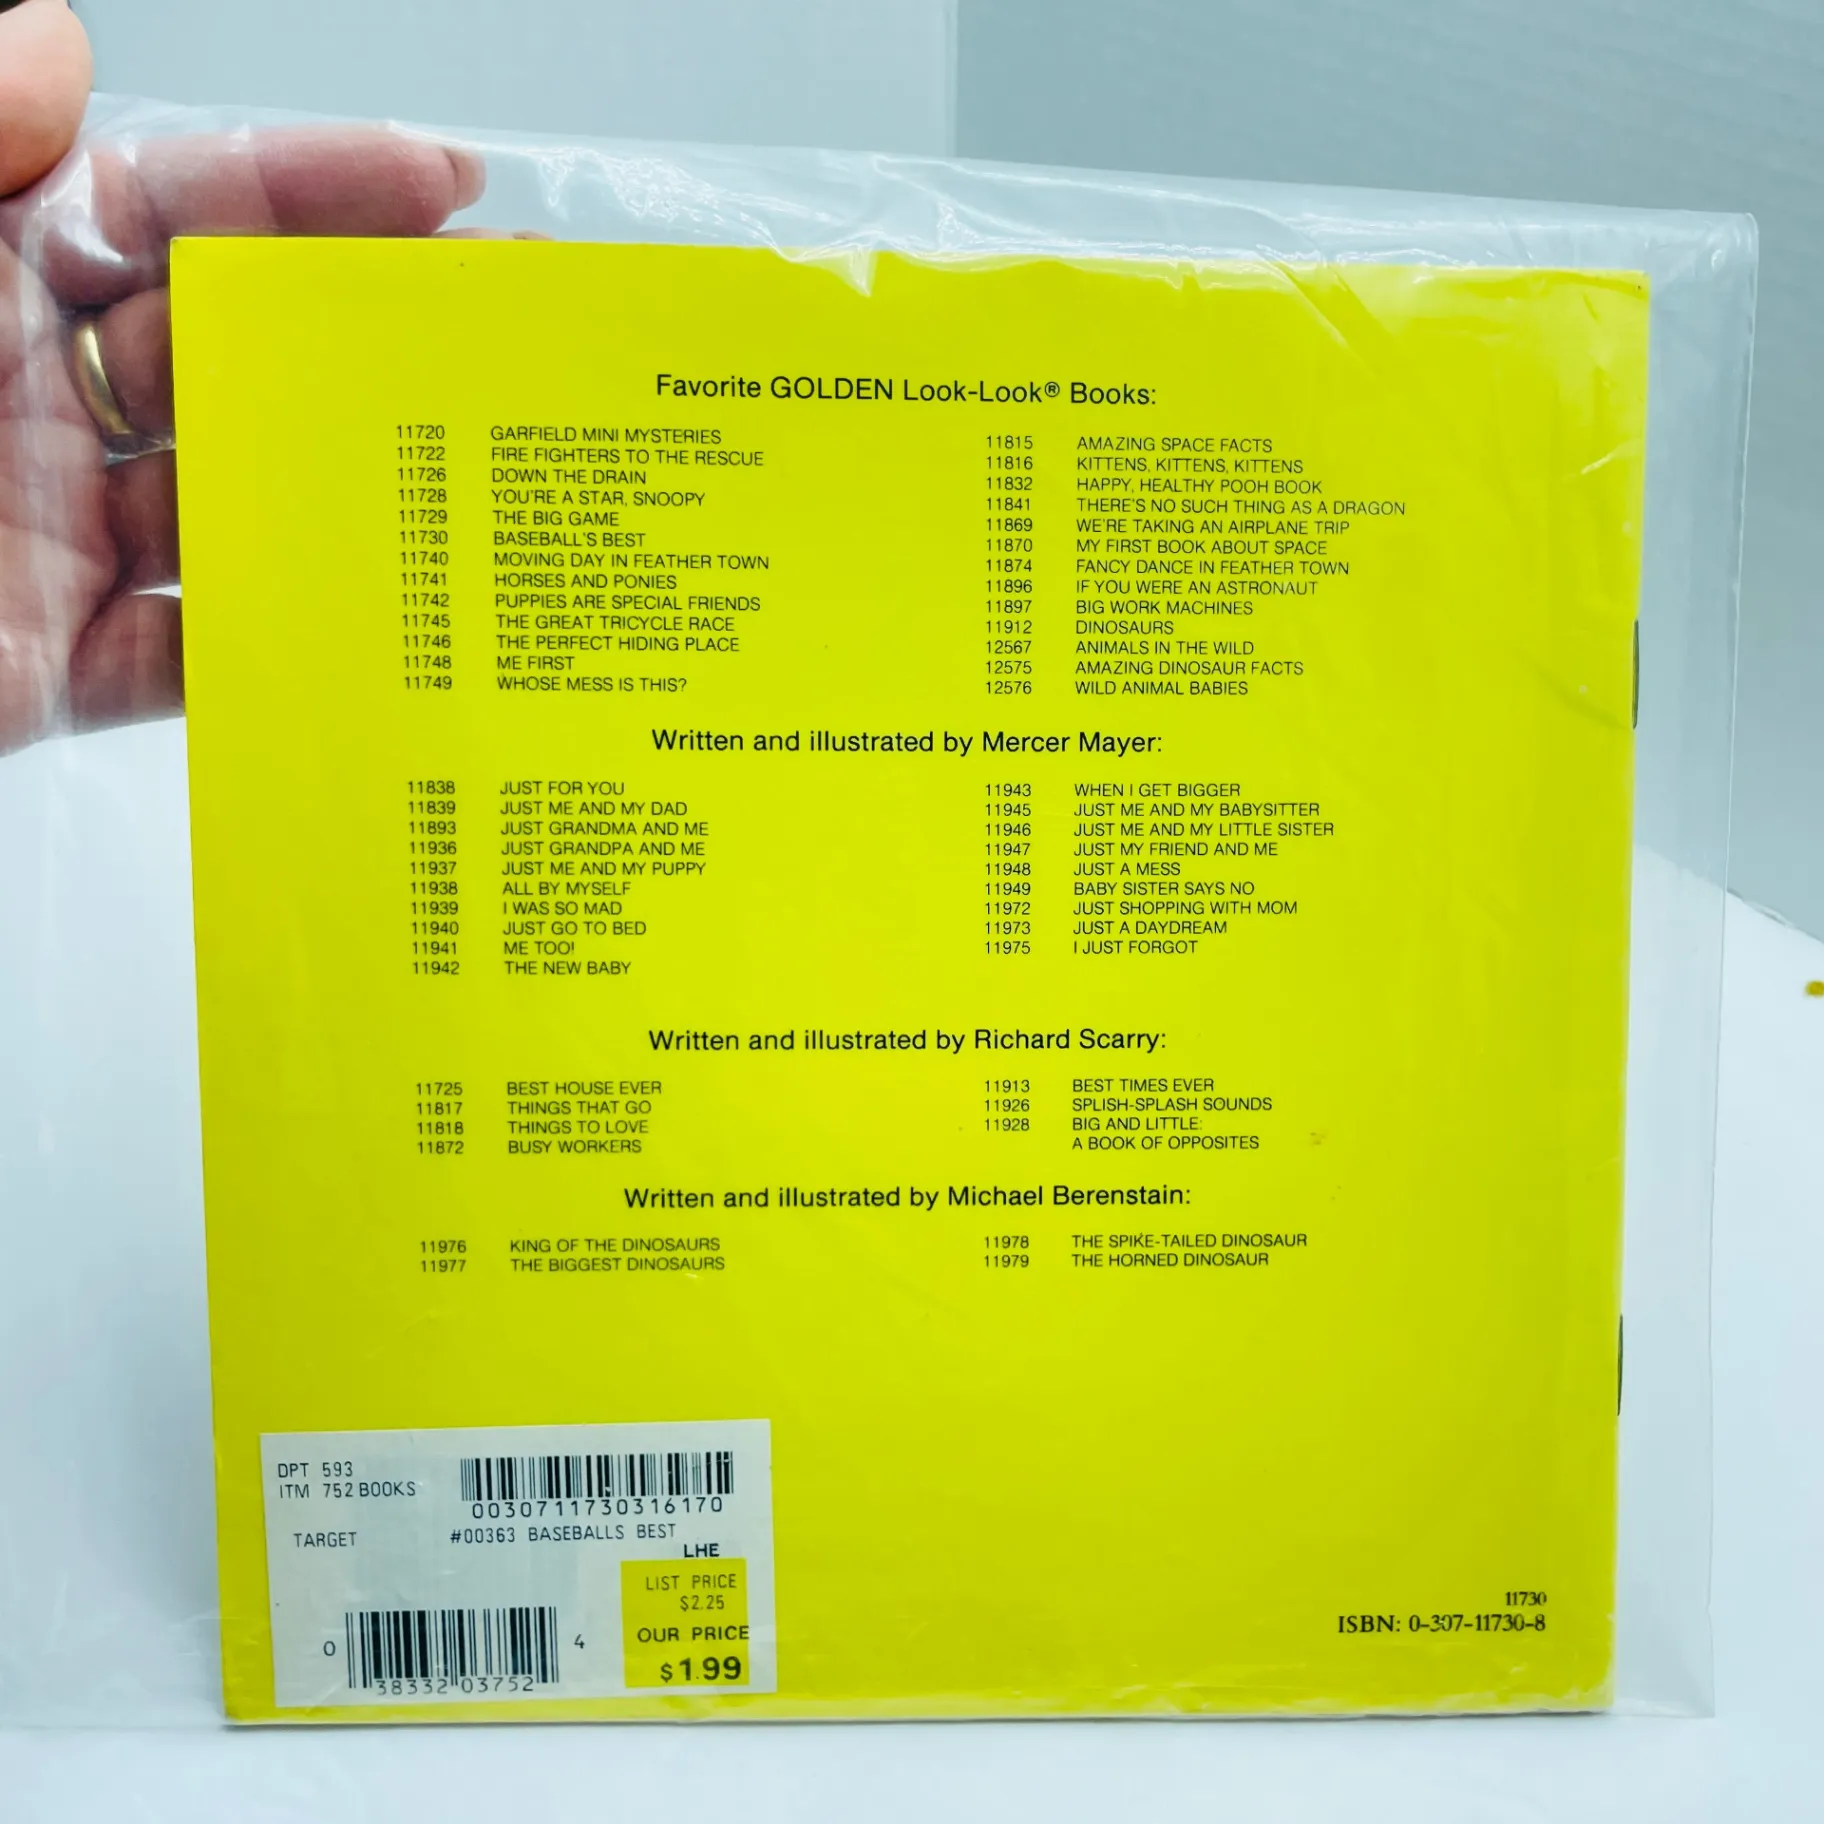 Favorite GOLDEN Look-Look® Books:
11720 GARFIELD MINI MYSTERIES
11722 FIRE FIGHTERS TO THE RESCUE
11726 DOWN THE DRAIN
11728 YOU'RE A STAR, SNOOPY
11729 THE BIG GAME
11730 BASEBALL'S BEST
11740 MOVING DAY IN FEATHER TOWN
11741 HORSES AND PONIES
11742 PUPPIES ARE SPECIAL FRIENDS
11745 THE GREAT TRICYCLE RACE
11746 THE PERFECT HIDING PLACE
11748 ME FIRST
11749 WHOSE MESS IS THIS?
11815 AMAZING SPACE FACTS
11816 KITTENS, KITTENS, KITTENS
11832 HAPPY, HEALTHY POOH BOOK
11841 THERE'S NO SUCH THING AS A DRAGON
11869 WE'RE TAKING AN AIRPLANE TRIP
11870 MY FIRST BOOK ABOUT SPACE
11874 FANCY DANCE IN FEATHER TOWN
11896 IF YOU WERE AN ASTRONAUT
11897 BIG WORK MACHINES
11912 DINOSAURS
12567 ANIMALS IN THE WILD
12575 AMAZING DINOSAUR FACTS
12576 WILD ANIMAL BABIES
Written and illustrated by Mercer Mayer:
11838 JUST FOR YOU
11839 JUST ME AND MY DAD
11893 JUST GRANDMA AND ME
11936 JUST GRANDPA AND ME
11937 JUST ME AND MY PUPPY
11938 ALL BY MYSELF
11939 I WAS SO MAD
11940 JUST GO TO BED
11941 ME TOO!
11942 THE NEW BABY
11943 WHEN I GET BIGGER
11945 JUST ME AND MY BABYSITTER
11946 JUST ME AND MY LITTLE SISTER
11947 JUST MY FRIEND AND ME
11948 JUST A MESS
11949 BABY SISTER SAYS NO
11972 JUST SHOPPING WITH MOM
11973 JUST A DAYDREAM
11975 I JUST FORGOT
Written and illustrated by Richard Scarry:
11725 BEST HOUSE EVER
11817 THINGS THAT GO
11818 THINGS TO LOVE
11872 BUSY WORKERS
11913 BEST TIMES EVER
11926 SPLISH-SPLASH SOUNDS
11928 BIG AND LITTLE:
A BOOK OF OPPOSITES
Written and illustrated by Michael Berenstain:
11976 KING OF THE DINOSAURS
11977 THE BIGGEST DINOSAURS
11978 THE SPIKE-TAILED DINOSAUR
11979 THE HORNED DINOSAUR
DPT 593
ITM 752 BOOKS
0030711730316170
TARGET #00363 BASEBALLS BEST
LHE
LIST PRICE
$2.25
OUR PRICE
$1.99
0 38332 03752 4
11730
ISBN: 0-307-11730-8